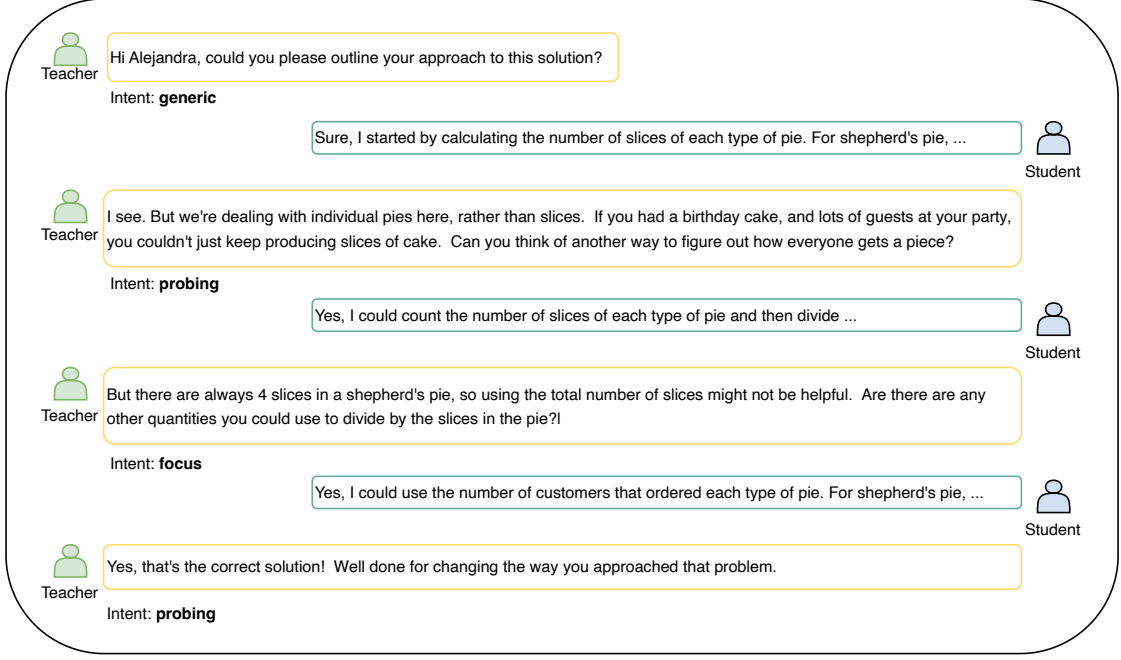 Hi Alejandra, could you please outline your approach to this solution?
Teacher
Intent: generic
Sure, I started by calculating the number of slices of each type of pie. For shepherd's pie, ...
Student
I see. But we're dealing with individual pies here, rather than slices. If you had a birthday cake, and lots of guests at your party,
Teacher
you couldn't just keep producing slices of cake. Can you think of another way to figure out how everyone gets a piece?
Intent: probing
Yes, I could count the number of slices of each type of pie and then divide ...
Student
But there are always 4 slices in a shepherd's pie, so using the total number of slices might not be helpful. Are there are any
Teacher
other quantities you could use to divide by the slices in the pie?l
Intent: focus
Yes, I could use the number of customers that ordered each type of pie. For shepherd's pie, ...
Student
Yes, that's the correct solution! Well done for changing the way you approached that problem.
Teacher
Intent: probing